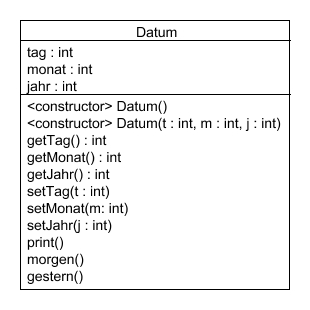 Datum
tag : int
monat : int
jahr : int
<constructor> Datum()
<constructor> Datum(t : int, m : int, j : int)
getTag() : int
getMonat() : int
getJahr() : int
setTag(t : int)
setMonat(m: int)
setJahr(j : int)
print()
morgen()
gestern()